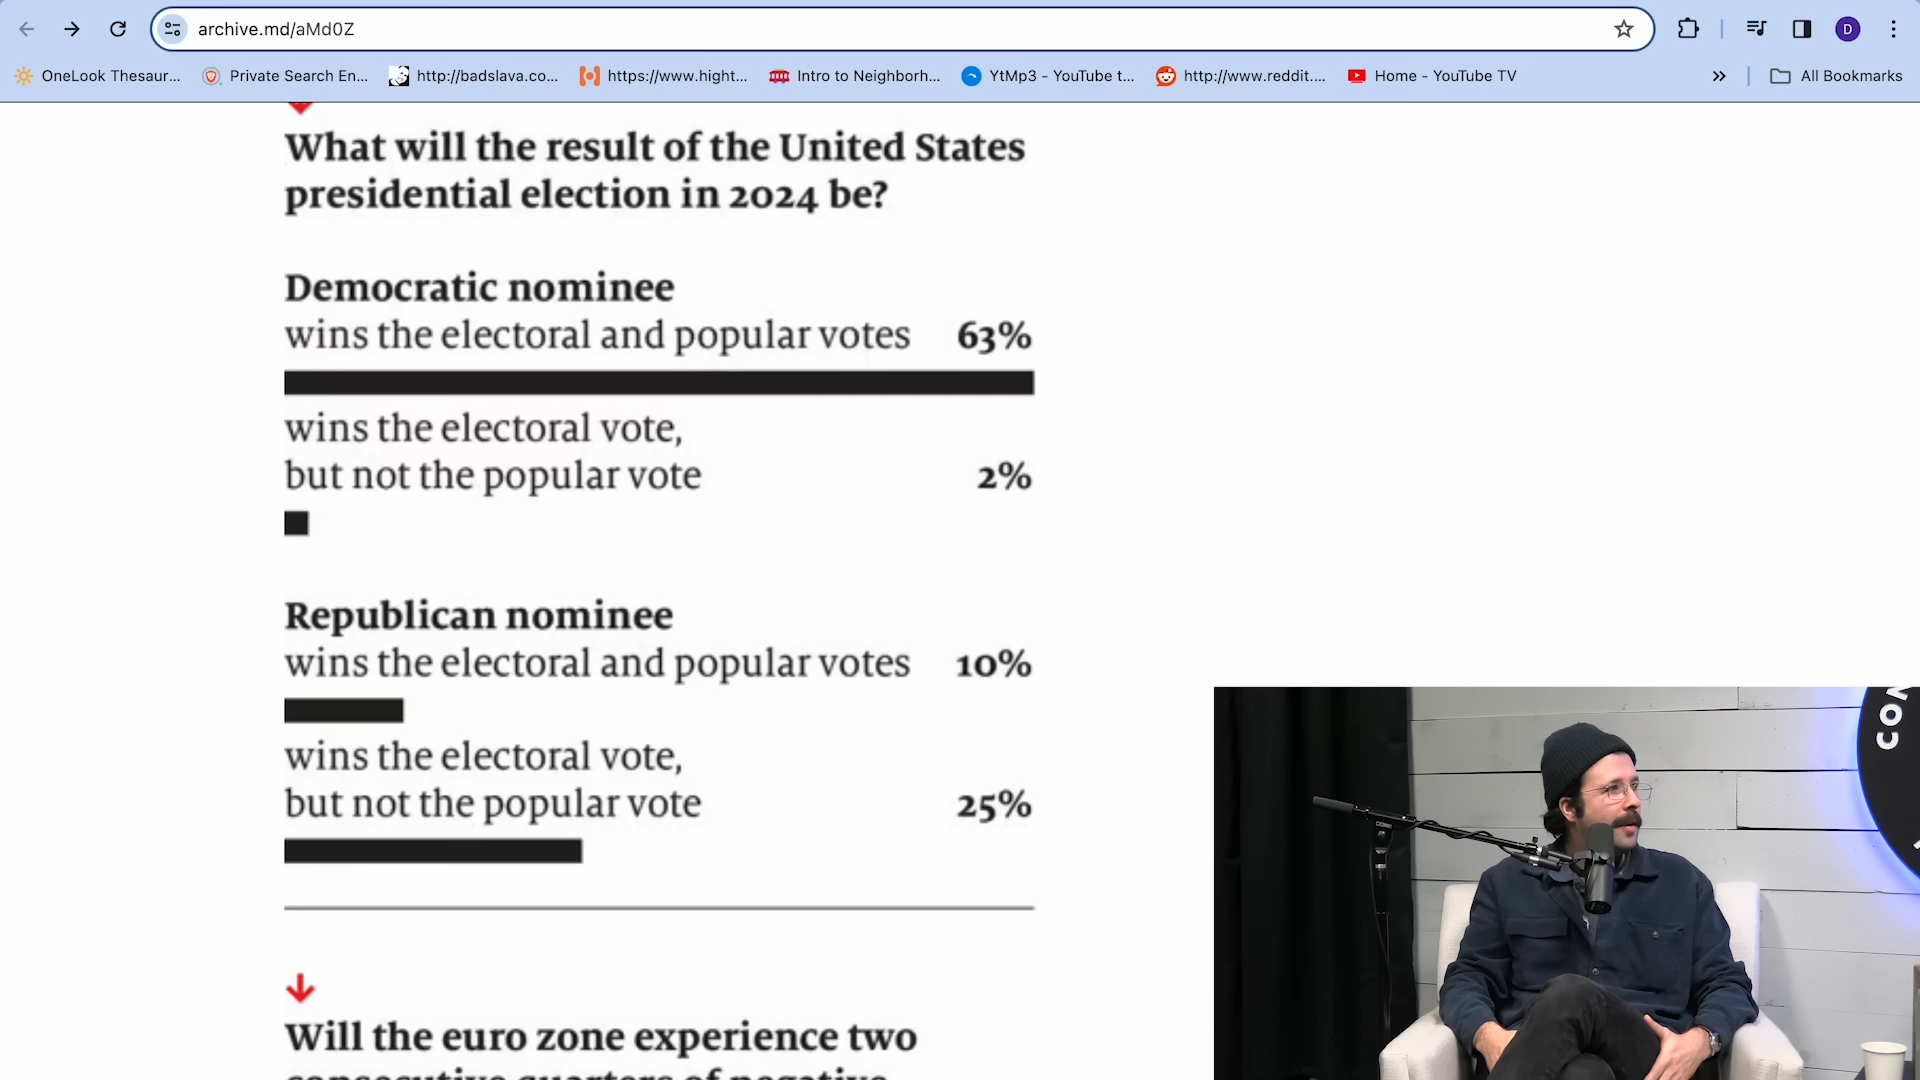 archive.md/aMd0Z
D
OneLook Thesaur...
Private Search En...
http://badslava.co...
https://www.hight...
Intro to Neighborh...
YtMp3 - YouTube t...
http://www.reddit....
Home - YouTube TV
»
All Bookmarks
What will the result of the United States
presidential election in 2024 be?
Democratic nominee
wins the electoral and popular votes 63%
wins the electoral vote,
but not the popular vote 2%
Republican nominee
wins the electoral and popular votes 10%
wins the electoral vote,
but not the popular vote 25%
Will the euro zone experience two
consecutive quarters of negative